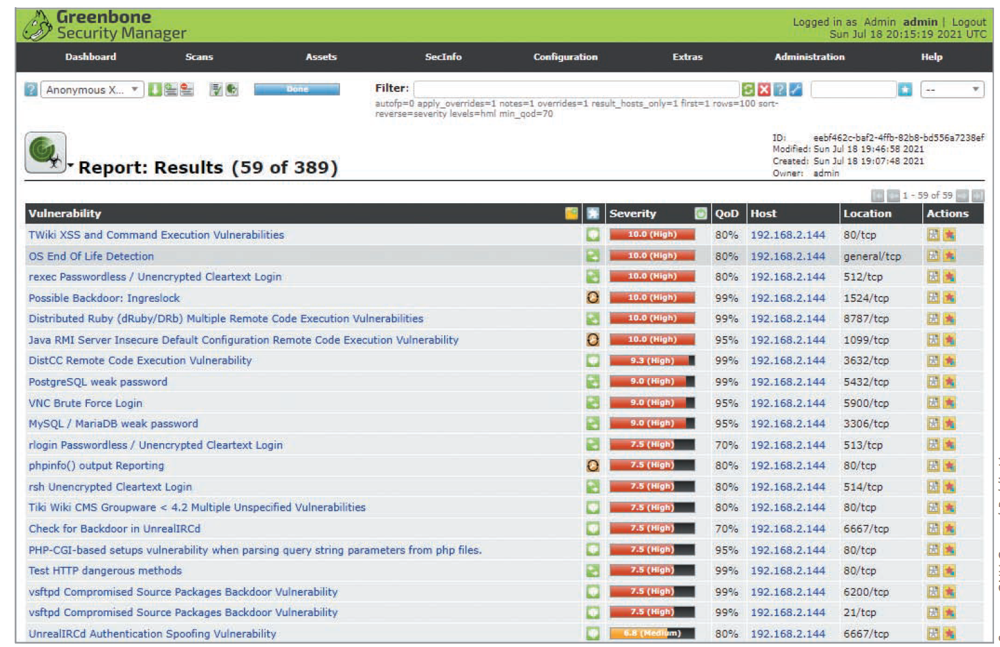 Greenbone
Security Manager
Logged in as Admin admin | Logout
Sun Jul 18 20:15:19 2021 UTC
Dashboard Scans Assets SecInfo Configuration Extras Administration Help
Anonymous X... Done Filter: --
autofp=0 apply_overrides=1 notes=1 overrides=1 result_hosts_only=1 first=1 rows=100 sort-
reverse=severity levels=hml min_qod=70
ID: eebf462c-baf2-4ffb-82b8-bd556a7238ef
Modified: Sun Jul 18 19:46:58 2021
Created: Sun Jul 18 19:07:48 2021
Owner: admin
Report: Results (59 of 389)
1 - 59 of 59
Vulnerability Severity QoD Host Location Actions
TWiki XSS and Command Execution Vulnerabilities 10.0 (High) 80% 192.168.2.144 80/tcp
OS End Of Life Detection 10.0 (High) 80% 192.168.2.144 general/tcp
rexec Passwordless / Unencrypted Cleartext Login 10.0 (High) 80% 192.168.2.144 512/tcp
Possible Backdoor: Ingreslock 10.0 (High) 99% 192.168.2.144 1524/tcp
Distributed Ruby (dRuby/DRb) Multiple Remote Code Execution Vulnerabilities 10.0 (High) 99% 192.168.2.144 8787/tcp
Java RMI Server Insecure Default Configuration Remote Code Execution Vulnerability 10.0 (High) 95% 192.168.2.144 1099/tcp
DistCC Remote Code Execution Vulnerability 9.3 (High) 99% 192.168.2.144 3632/tcp
PostgreSQL weak password 9.0 (High) 99% 192.168.2.144 5432/tcp
VNC Brute Force Login 9.0 (High) 95% 192.168.2.144 5900/tcp
MySQL / MariaDB weak password 9.0 (High) 95% 192.168.2.144 3306/tcp
rlogin Passwordless / Unencrypted Cleartext Login 7.5 (High) 70% 192.168.2.144 513/tcp
phpinfo() output Reporting 7.5 (High) 80% 192.168.2.144 80/tcp
rsh Unencrypted Cleartext Login 7.5 (High) 80% 192.168.2.144 514/tcp
Tiki Wiki CMS Groupware < 4.2 Multiple Unspecified Vulnerabilities 7.5 (High) 80% 192.168.2.144 80/tcp
Check for Backdoor in UnrealIRCd 7.5 (High) 70% 192.168.2.144 6667/tcp
PHP-CGI-based setups vulnerability when parsing query string parameters from php files. 7.5 (High) 95% 192.168.2.144 80/tcp
Test HTTP dangerous methods 7.5 (High) 99% 192.168.2.144 80/tcp
vsftpd Compromised Source Packages Backdoor Vulnerability 7.5 (High) 99% 192.168.2.144 6200/tcp
vsftpd Compromised Source Packages Backdoor Vulnerability 7.5 (High) 99% 192.168.2.144 21/tcp
UnrealIRCd Authentication Spoofing Vulnerability 6.8 (Medium) 80% 192.168.2.144 6667/tcp